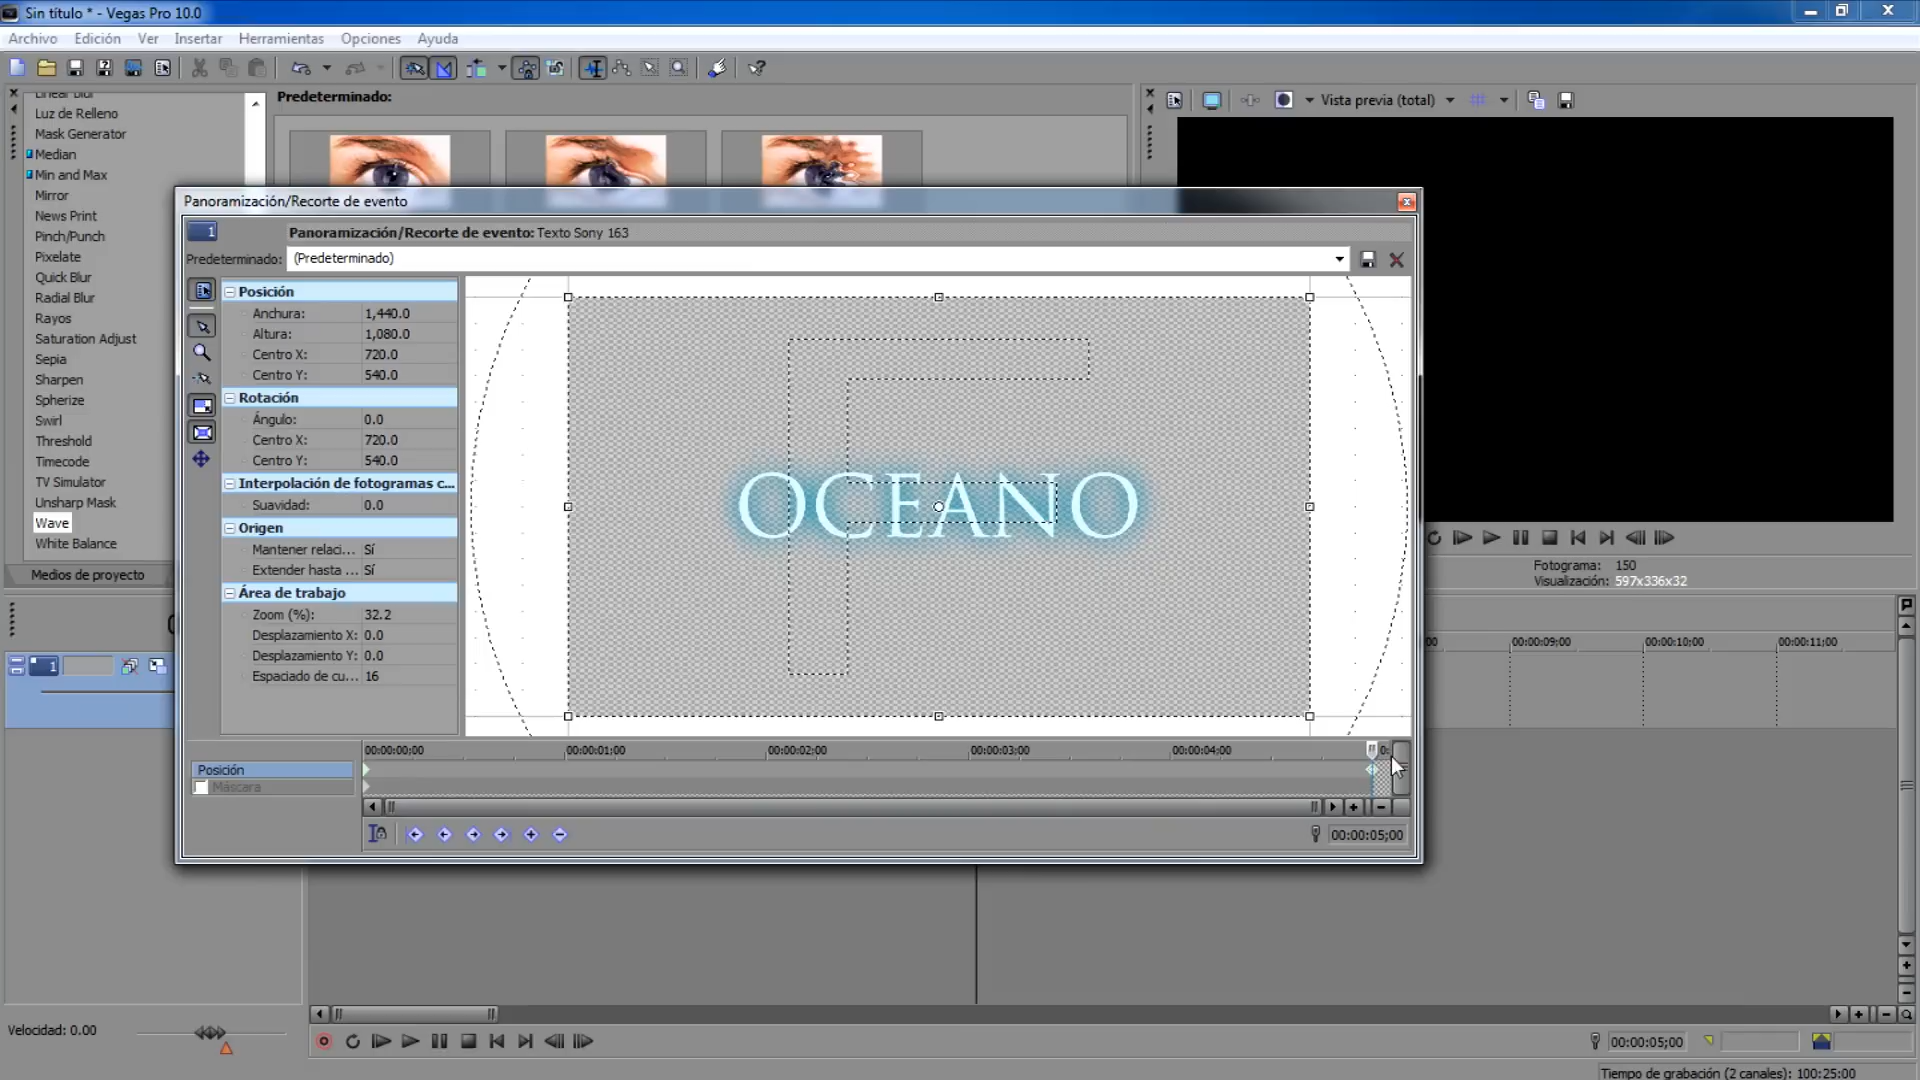 Sin título * - Vegas Pro 10.0
Archivo Edición Ver Insertar Herramientas Opciones Ayuda
Linear Blur
Luz de Relleno
Mask Generator
Median
Min and Max
Mirror
News Print
Pinch/Punch
Pixelate
Quick Blur
Radial Blur
Rayos
Saturation Adjust
Sepia
Sharpen
Spherize
Swirl
Threshold
Timecode
TV Simulator
Unsharp Mask
Wave
White Balance
Medios de proyecto
Predeterminado:
Vista previa (total)
Panoramización/Recorte de evento
1
Panoramización/Recorte de evento: Texto Sony 163
Predeterminado: (Predeterminado)
Posición
Anchura: 1,440.0
Altura: 1,080.0
Centro X: 720.0
Centro Y: 540.0
Rotación
Ángulo: 0.0
Centro X: 720.0
Centro Y: 540.0
Interpolación de fotogramas c...
Suavidad: 0.0
Origen
Mantener relaci... Sí
Extender hasta ... Sí
Área de trabajo
Zoom (%): 32.2
Desplazamiento X: 0.0
Desplazamiento Y: 0.0
Espaciado de cu... 16
OCEANO
00:00:00;00 00:00:01;00 00:00:02;00 00:00:03;00 00:00:04;00 0:
Posición
Máscara
00:00:05;00
Fotograma: 150
Visualización: 597x336x32
00 00:00:09;00 00:00:10;00 00:00:11;00
1
Velocidad: 0.00
00:00:05;00
Tiempo de grabación (2 canales): 100:25:00